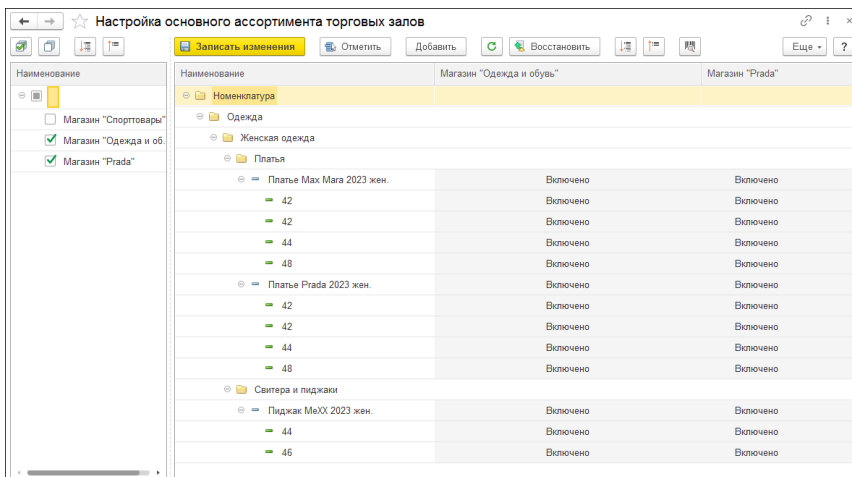 Настройка основного ассортимента торговых залов
Записать изменения Отметить Добавить Восстановить Еще ?
Наименование
Магазин "Спорттовары"
Магазин "Одежда и об.
Магазин "Prada"
Наименование Магазин "Одежда и обувь" Магазин "Prada"
Номенклатура
Одежда
Женская одежда
Платья
Платье Max Mara 2023 жен. Включено Включено
42 Включено Включено
42 Включено Включено
44 Включено Включено
48 Включено Включено
Платье Prada 2023 жен. Включено Включено
42 Включено Включено
42 Включено Включено
44 Включено Включено
48 Включено Включено
Свитера и пиджаки
Пиджак MeXX 2023 жен. Включено Включено
44 Включено Включено
46 Включено Включено